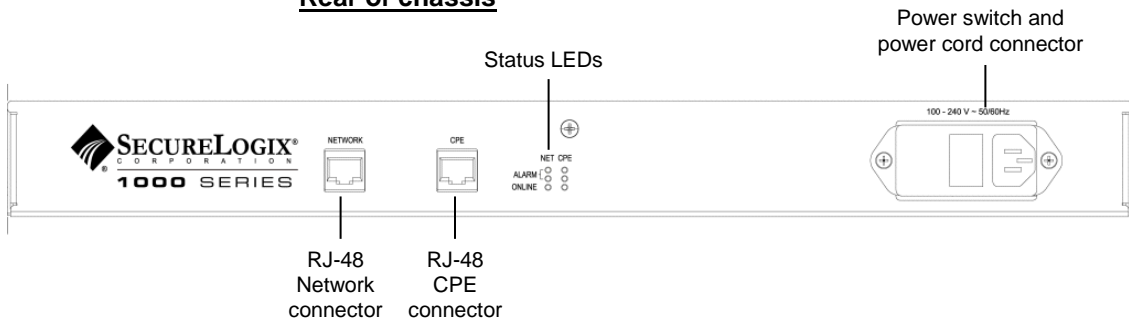 Rear of chassis
Power switch and
power cord connector
Status LEDs
100 - 240 V ~ 50/60Hz
SECURELOGIX®
CORPORATION
®
1000 SERIES
NETWORK
CPE
NET CPE
ALARM
ONLINE
RJ-48
Network
connector
RJ-48
CPE
connector